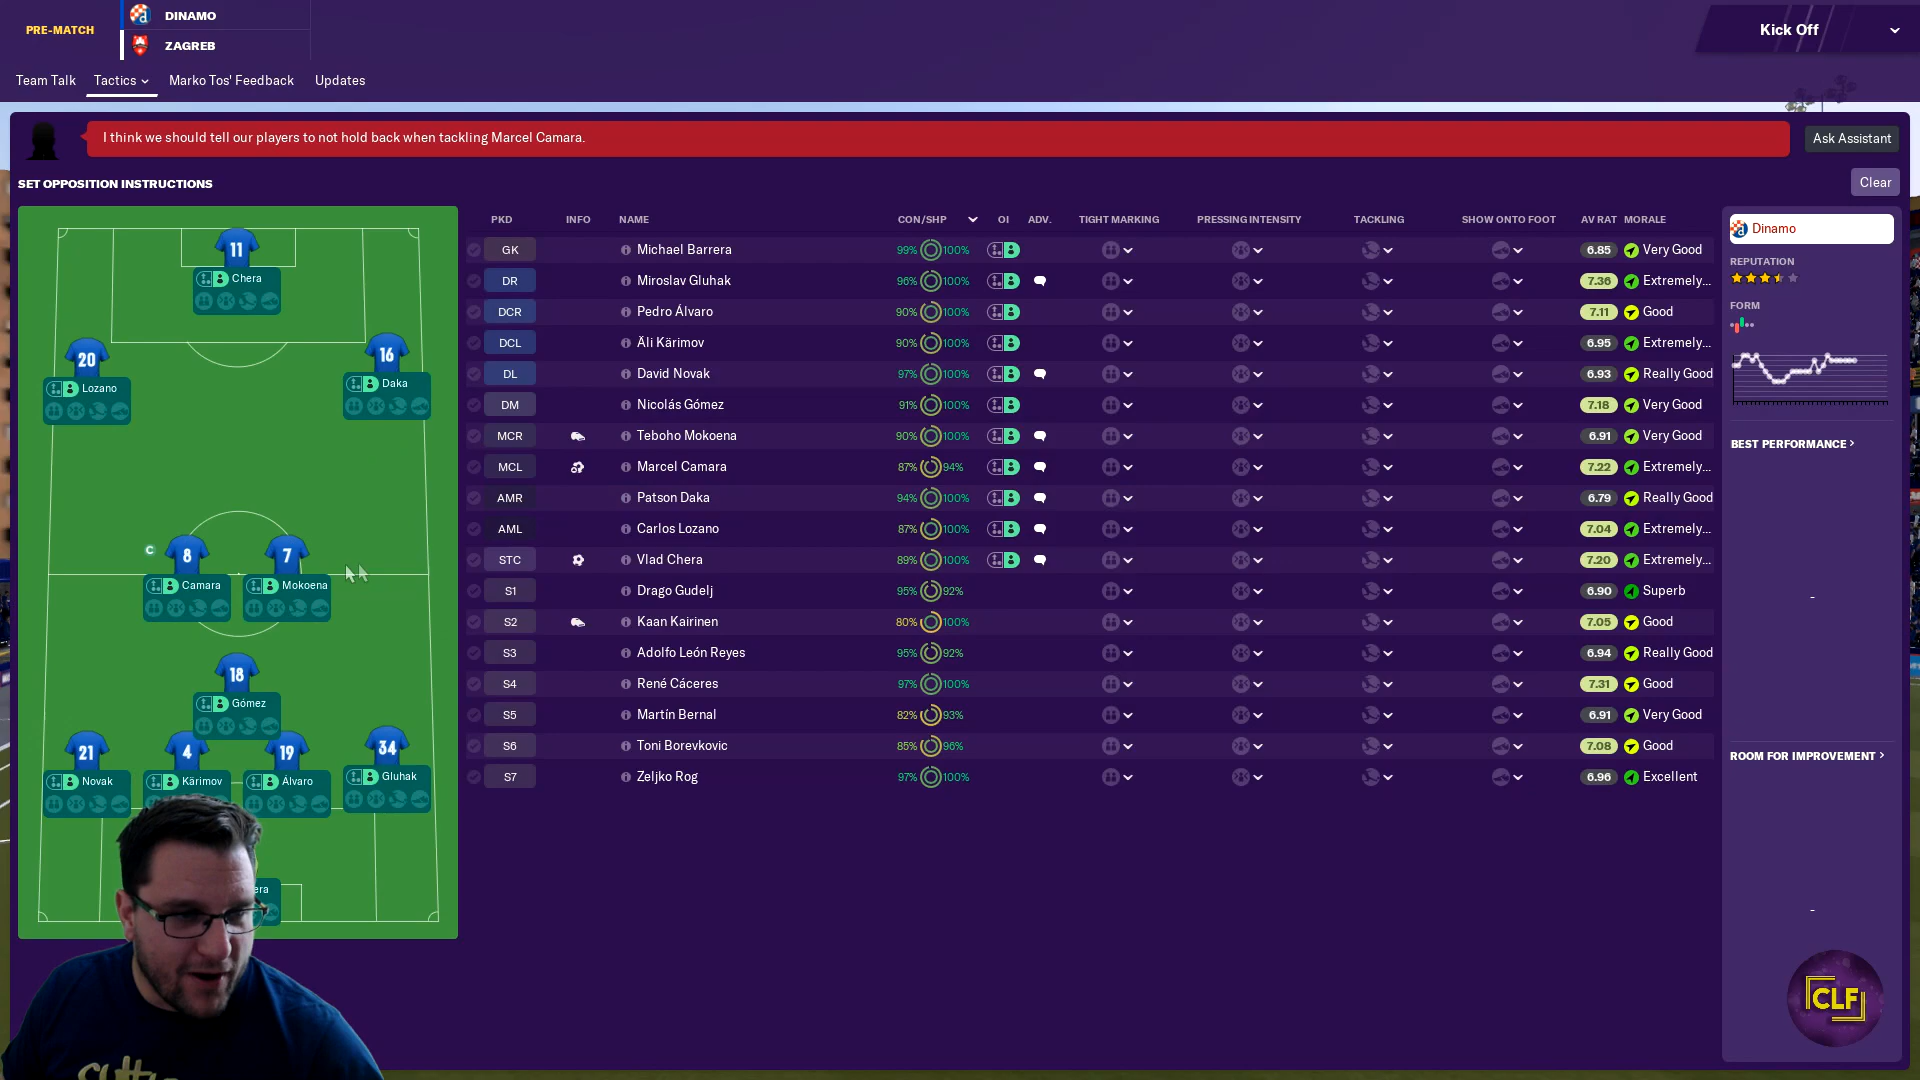 PRE-MATCH
DINAMO
ZAGREB
Kick Off
Team Talk Tactics Marko Tos' Feedback Updates
I think we should tell our players to not hold back when tackling Marcel Camara.
Ask Assistant
SET OPPOSITION INSTRUCTIONS
Clear
11
Chera
20
Lozano
16
Daka
C
8
Camara
7
Mokoena
18
Gómez
21
Novak
4
Kärimov
19
Álvaro
34
Gluhak
era
PKD INFO NAME CON/SHP OI ADV. TIGHT MARKING PRESSING INTENSITY TACKLING SHOW ONTO FOOT AV RAT MORALE
GK Michael Barrera 99% 100% 6.85 Very Good
DR Miroslav Gluhak 96% 100% 7.36 Extremely...
DCR Pedro Álvaro 90% 100% 7.11 Good
DCL Äli Kärimov 90% 100% 6.95 Extremely...
DL David Novak 97% 100% 6.93 Really Good
DM Nicolás Gómez 91% 100% 7.18 Very Good
MCR Teboho Mokoena 90% 100% 6.91 Very Good
MCL Marcel Camara 87% 94% 7.22 Extremely...
AMR Patson Daka 94% 100% 6.79 Really Good
AML Carlos Lozano 87% 100% 7.04 Extremely...
STC Vlad Chera 89% 100% 7.20 Extremely...
S1 Drago Gudelj 95% 92% 6.90 Superb
S2 Kaan Kairinen 80% 100% 7.05 Good
S3 Adolfo León Reyes 95% 92% 6.94 Really Good
S4 René Cáceres 97% 100% 7.31 Good
S5 Martín Bernal 82% 93% 6.91 Very Good
S6 Toni Borevkovic 85% 96% 7.08 Good
S7 Zeljko Rog 97% 100% 6.96 Excellent
Dinamo
REPUTATION
FORM
BEST PERFORMANCE >
-
ROOM FOR IMPROVEMENT >
-
CLF